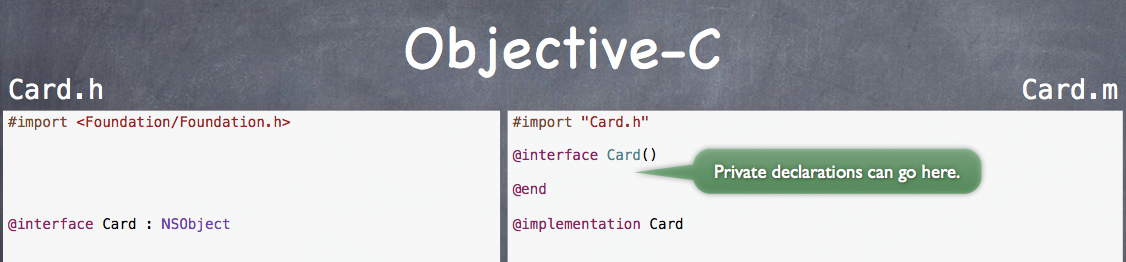 Objective-C
Card.h
Card.m
#import <Foundation/Foundation.h>
@interface Card : NSObject
#import "Card.h"
@interface Card()
Private declarations can go here.
@end
@implementation Card